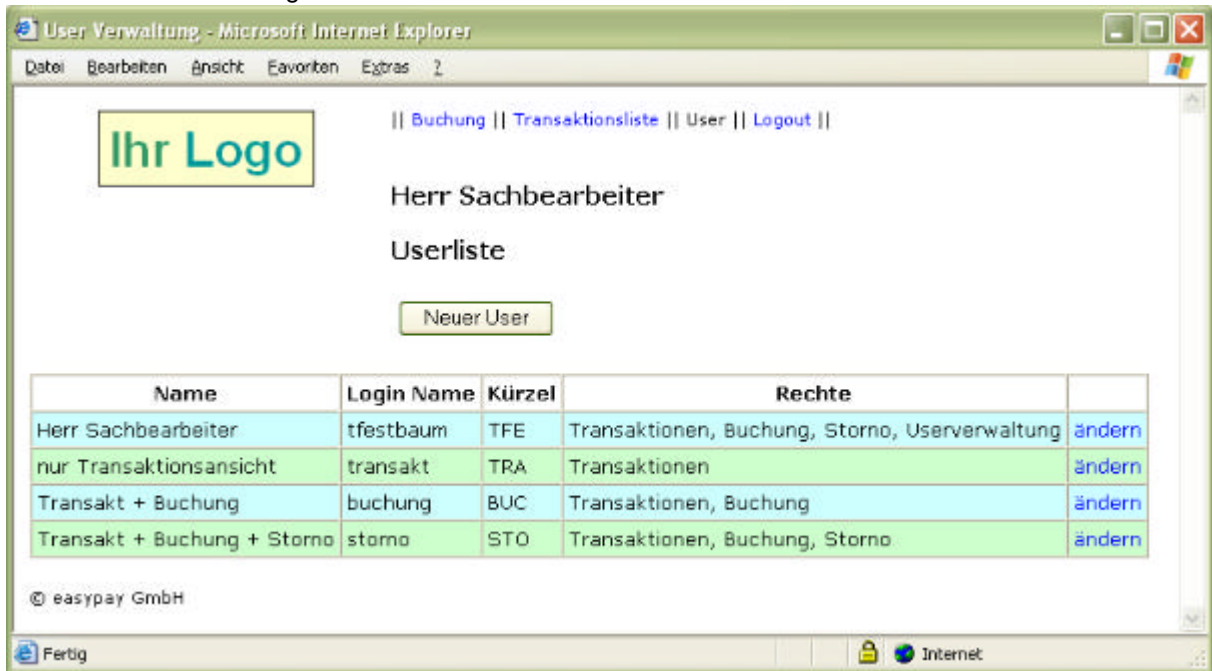 User Verwaltung - Microsoft Internet Explorer
Datei Bearbeiten Ansicht Favoriten Extras ?
|| Buchung || Transaktionsliste || User || Logout ||
Ihr Logo
Herr Sachbearbeiter
Userliste
Neuer User
Name Login Name Kürzel Rechte
Herr Sachbearbeiter tfestbaum TFE Transaktionen, Buchung, Storno, Userverwaltung ändern
nur Transaktionsansicht transakt TRA Transaktionen ändern
Transakt + Buchung buchung BUC Transaktionen, Buchung ändern
Transakt + Buchung + Storno storno STO Transaktionen, Buchung, Storno ändern
© easypay GmbH
Fertig Internet